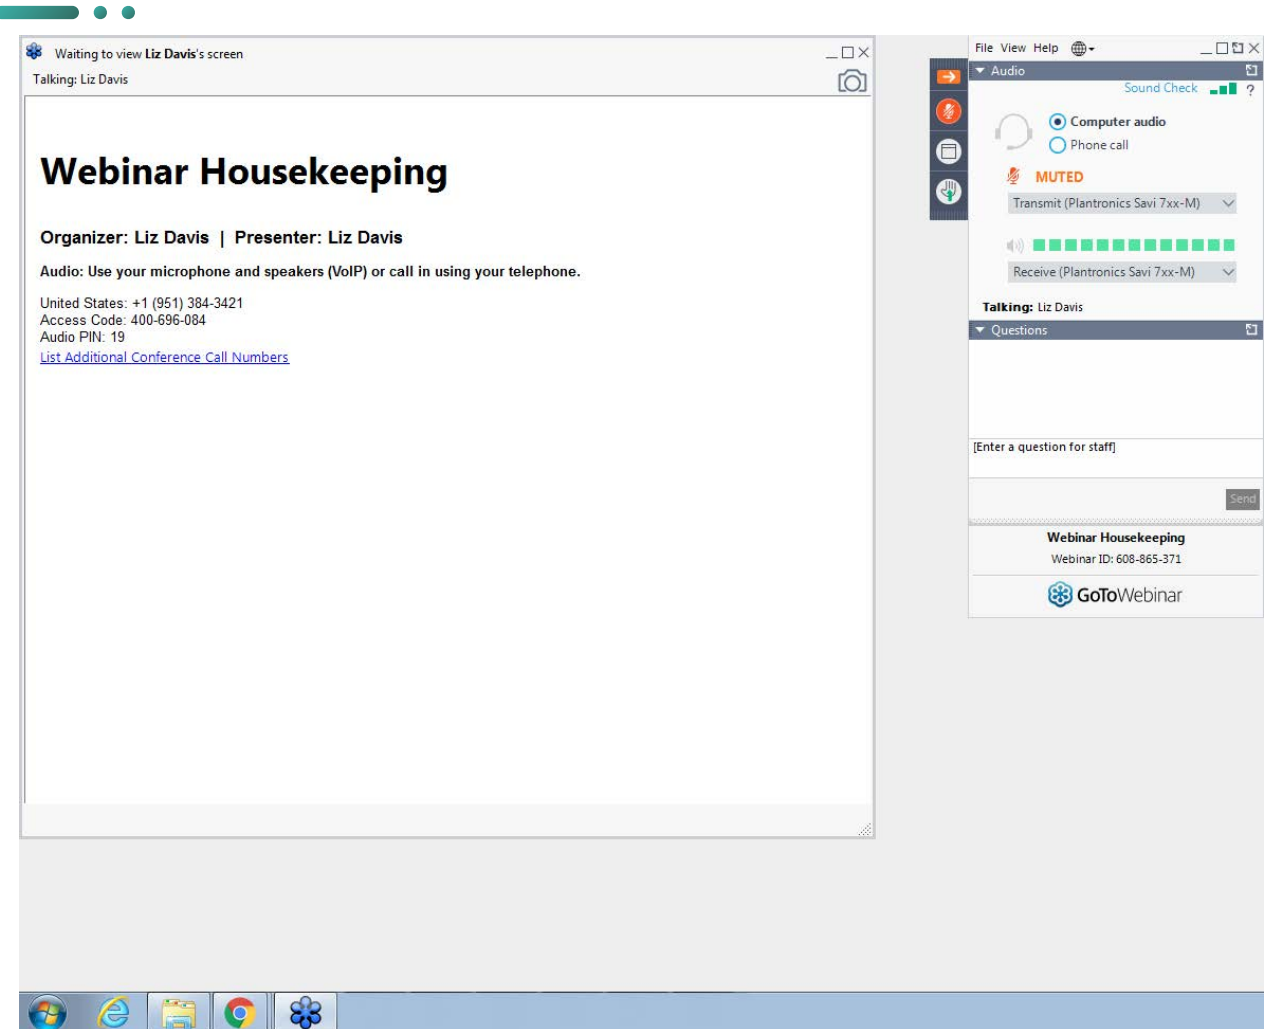 Waiting to view Liz Davis's screen
Talking: Liz Davis
Webinar Housekeeping
Organizer: Liz Davis | Presenter: Liz Davis
Audio: Use your microphone and speakers (VoIP) or call in using your telephone.
United States: +1 (951) 384-3421
Access Code: 400-696-084
Audio PIN: 19
List Additional Conference Call Numbers
File View Help
Audio
Sound Check ?
Computer audio
Phone call
MUTED
Transmit (Plantronics Savi 7xx-M)
Receive (Plantronics Savi 7xx-M)
Talking: Liz Davis
Questions
[Enter a question for staff]
Send
Webinar Housekeeping
Webinar ID: 608-865-371
GoToWebinar